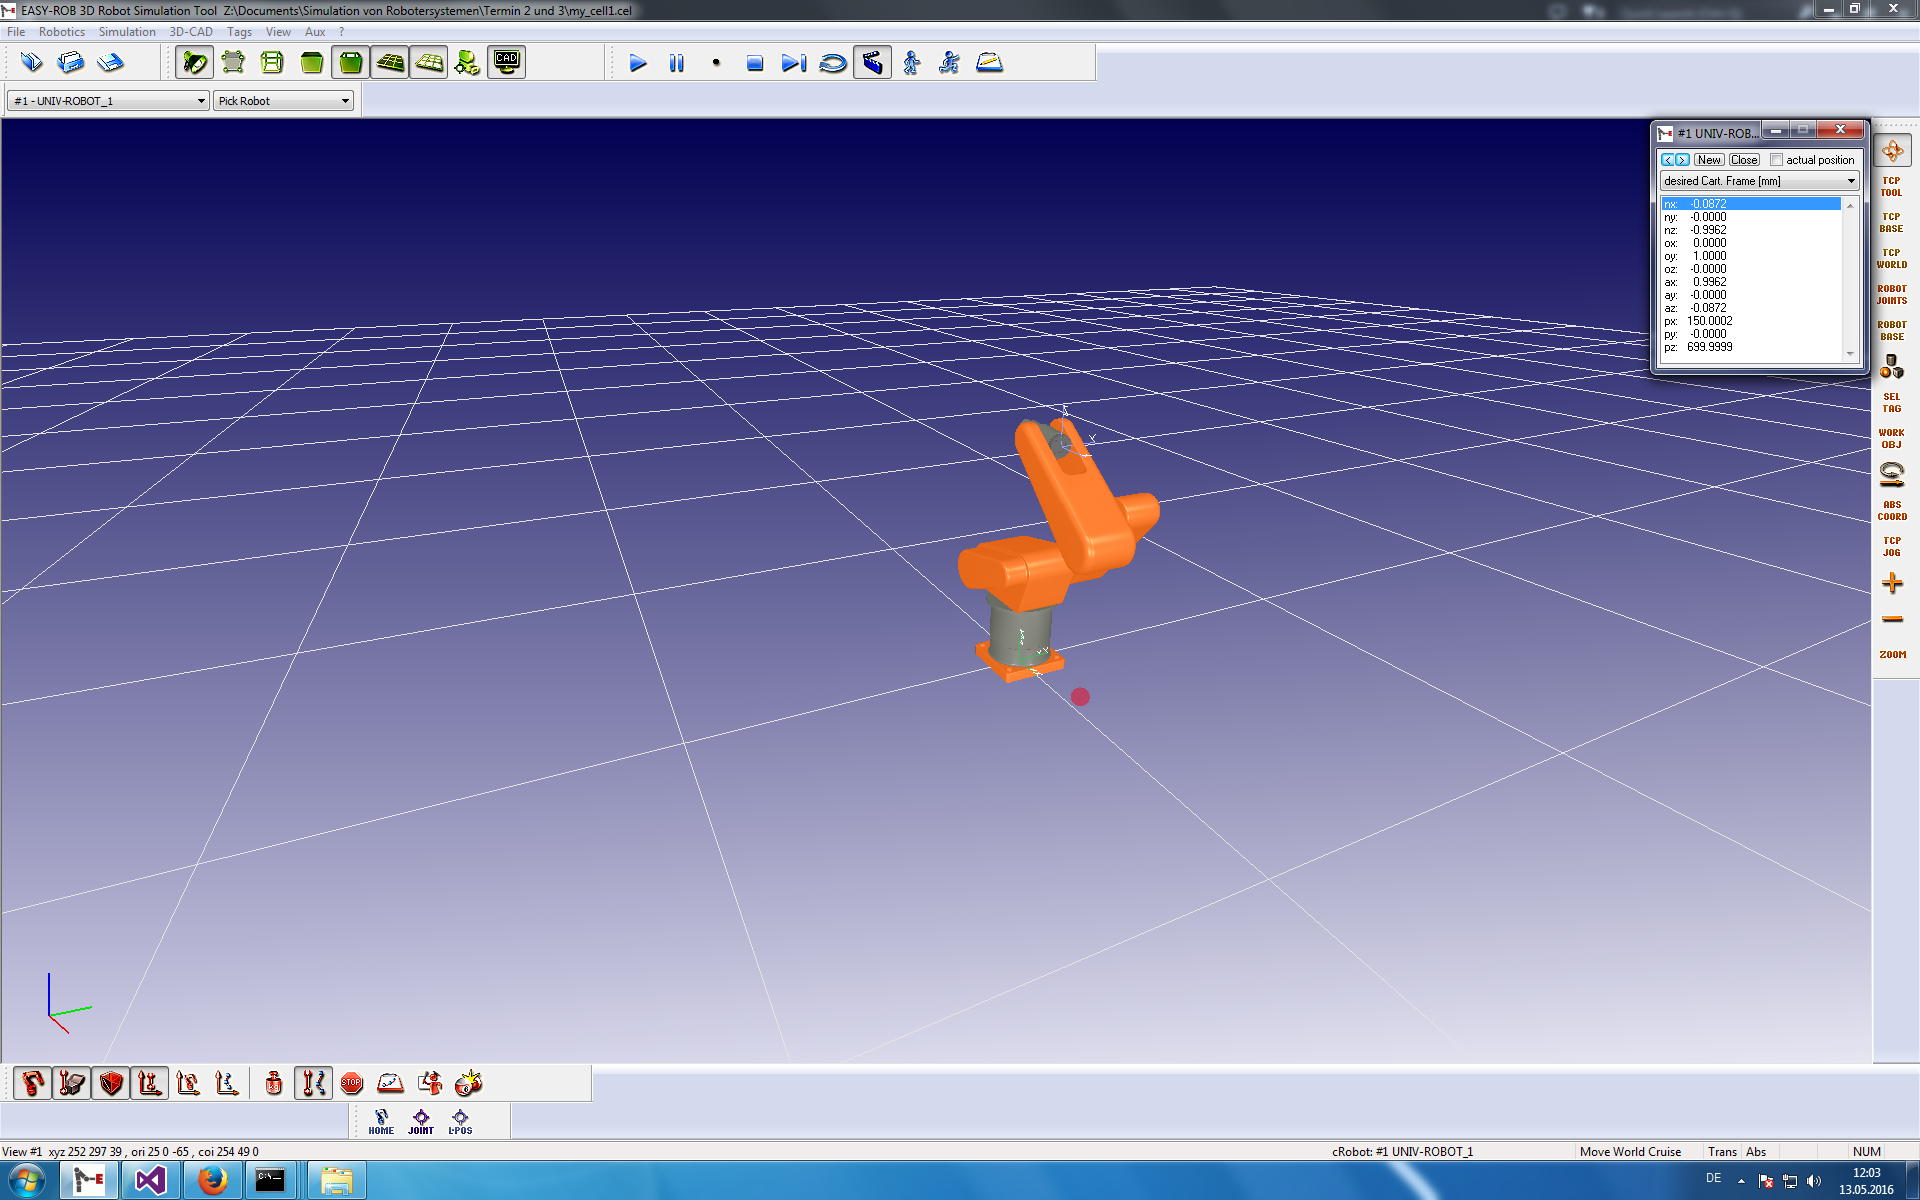 EASY-ROB 3D Robot Simulation Tool Z:\Documents\Simulation von Robotersystemen\Termin 2 und 3\my_cell1.cel
File Robotics Simulation 3D-CAD Tags View Aux ?
CAD
#1 - UNIV-ROBOT_1 Pick Robot
#1 UNIV-ROB...
< > New Close actual position
desired Cart. Frame [mm]
nx: -0.0872
ny: -0.0000
nz: -0.9962
ox: 0.0000
oy: 1.0000
oz: -0.0000
ax: 0.9962
ay: -0.0000
az: -0.0872
px: 150.0002
py: -0.0000
pz: 699.9999
TCP TOOL
TCP BASE
TCP WORLD
ROBOT JOINTS
ROBOT BASE
SEL TAG
WORK OBJ
ABS COORD
TCP JOG
ZOOM
STOP
HOME JOINT I-POS
View #1 xyz 252 297 39 , ori 25 0 -65 , coi 254 49 0
cRobot: #1 UNIV-ROBOT_1
Move World Cruise
Trans Abs
NUM
DE
12:03
13.05.2016